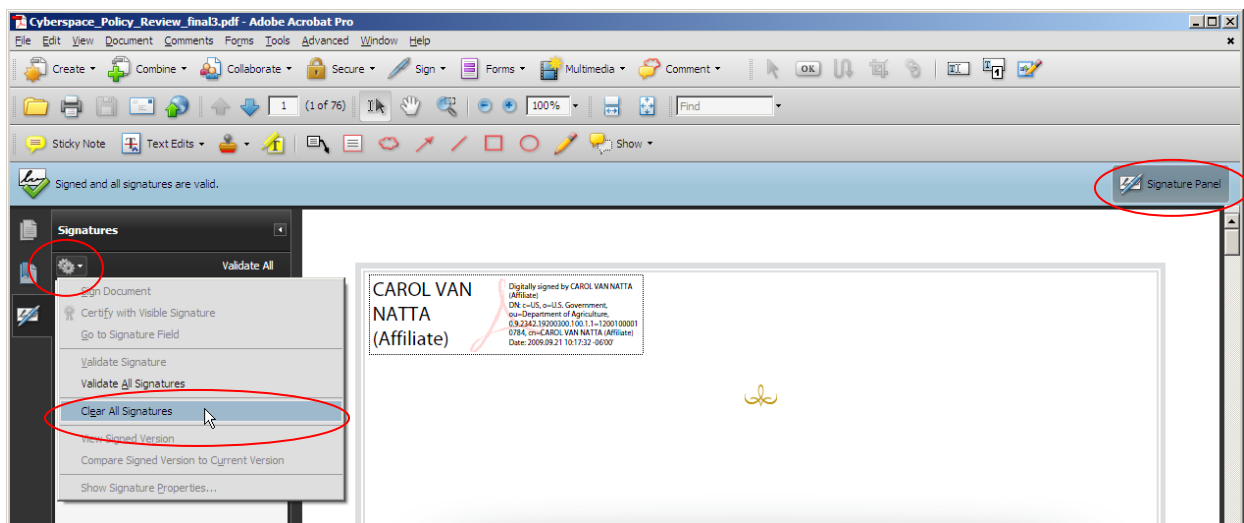 Cyberspace_Policy_Review_final3.pdf - Adobe Acrobat Pro
File Edit View Document Comments Forms Tools Advanced Window Help
Create Combine Collaborate Secure Sign Forms Multimedia Comment OK
1 (1 of 76) 100% Find
Sticky Note Text Edits Show
Signed and all signatures are valid. Signature Panel
Signatures
Validate All
Sign Document
Certify with Visible Signature
Go to Signature Field
Validate Signature
Validate All Signatures
Clear All Signatures
View Signed Version
Compare Signed Version to Current Version
Show Signature Properties...
CAROL VAN
NATTA
(Affiliate)
Digitally signed by CAROL VAN NATTA
(Affiliate)
DN: c=US, o=U.S. Government,
ou=Department of Agriculture,
0.9.2342.19200300.100.1.1=1200100001
0784, cn=CAROL VAN NATTA (Affiliate)
Date: 2009.09.21 10:17:32 -06'00'